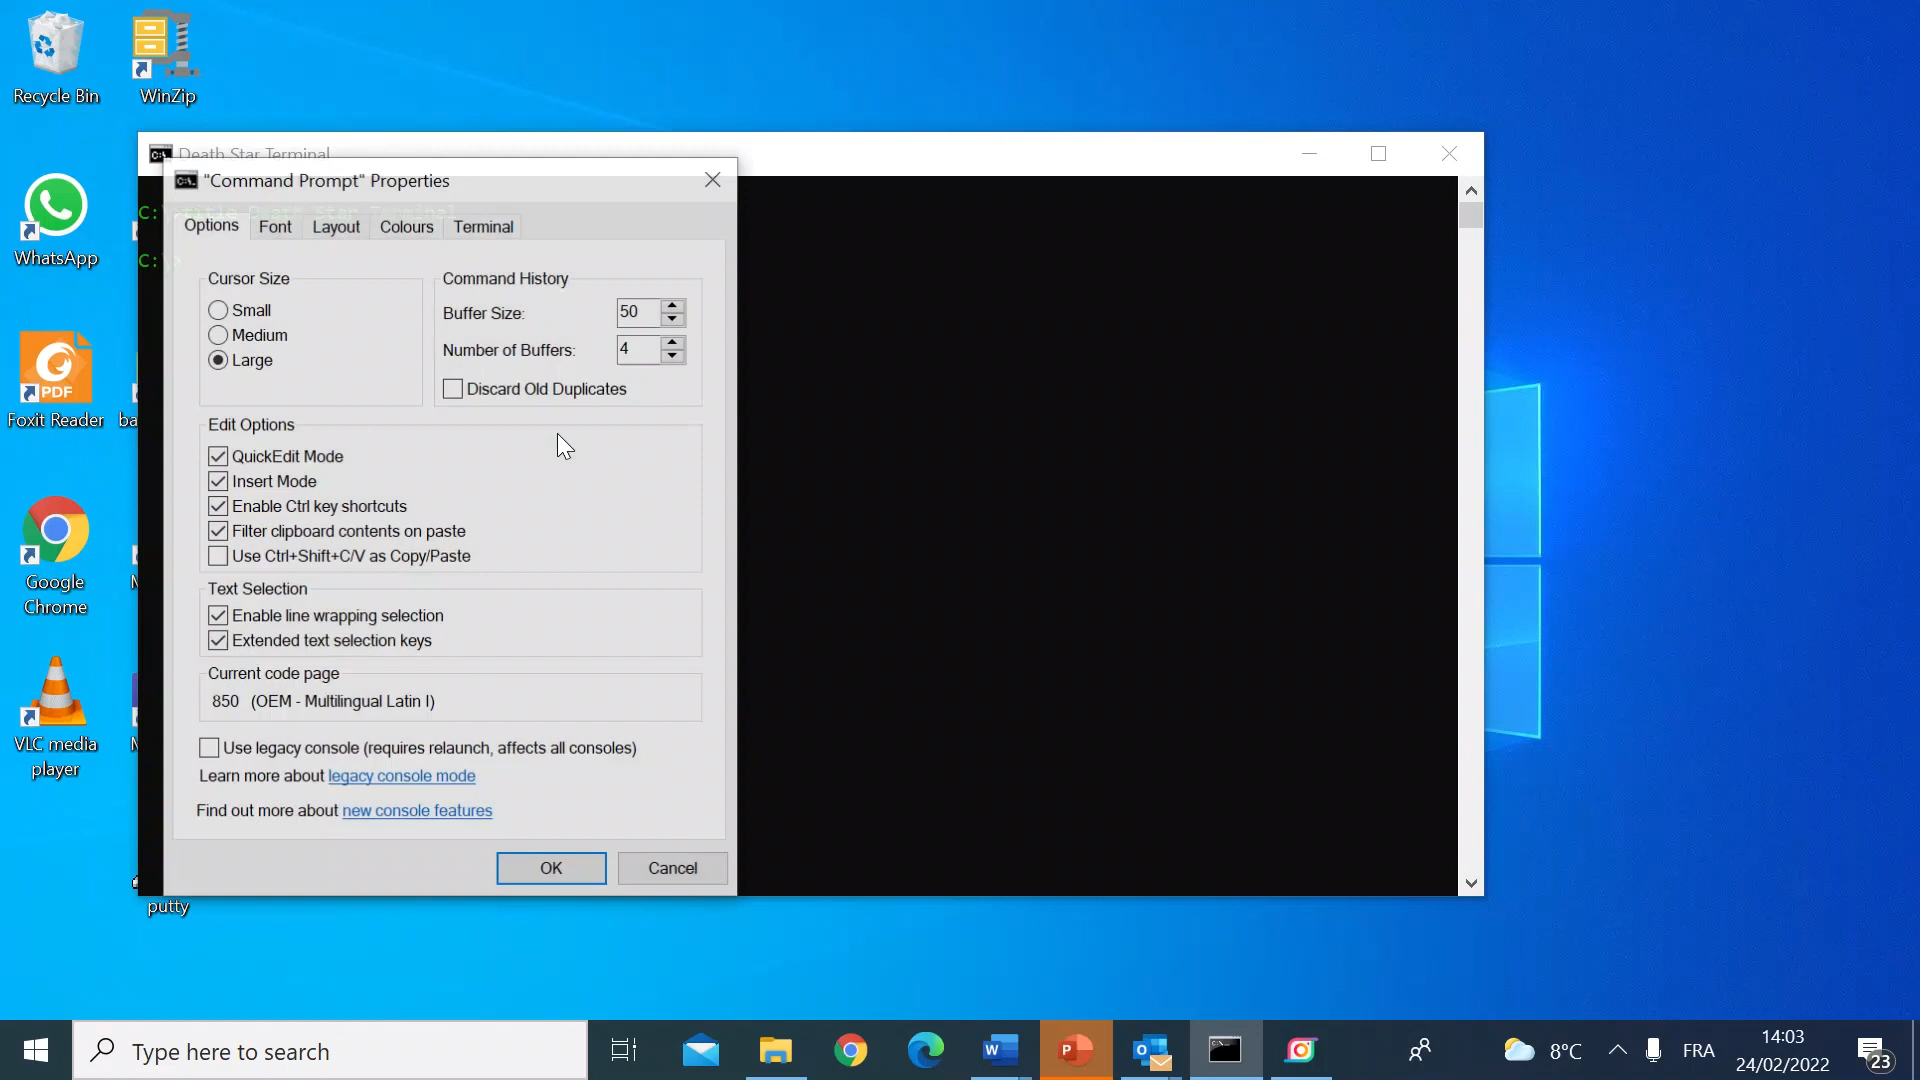 Recycle Bin
WinZip
WhatsApp
Foxit Reader
ba
Google
Chrome
VLC media
player
putty
Death Star Terminal
"Command Prompt" Properties
C:\>title Death Star Terminal
C:\>
Options
Font
Layout
Colours
Terminal
Cursor Size
Small
Medium
Large
Command History
Buffer Size:
50
Number of Buffers:
4
Discard Old Duplicates
Edit Options
QuickEdit Mode
Insert Mode
Enable Ctrl key shortcuts
Filter clipboard contents on paste
Use Ctrl+Shift+C/V as Copy/Paste
Text Selection
Enable line wrapping selection
Extended text selection keys
Current code page
850 (OEM - Multilingual Latin I)
Use legacy console (requires relaunch, affects all consoles)
Learn more about legacy console mode
Find out more about new console features
OK
Cancel
Type here to search
8°C
FRA
14:03
24/02/2022
23